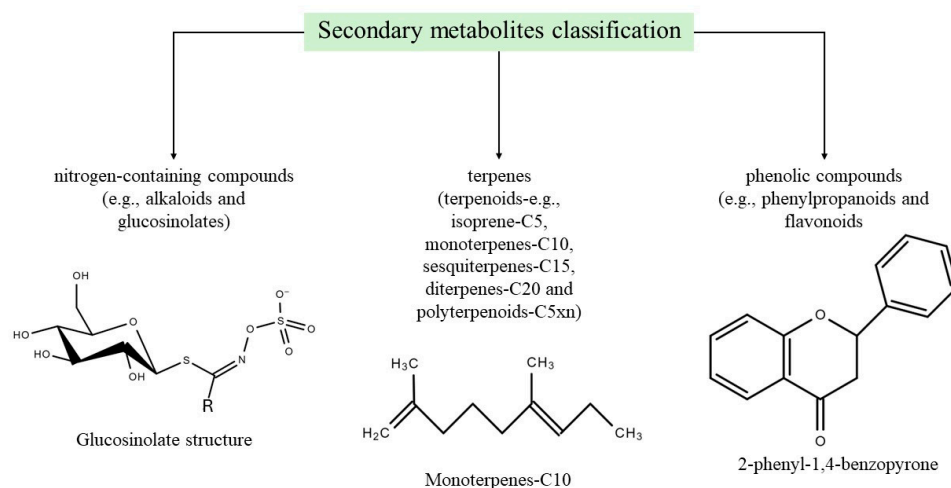 Secondary metabolites classification
nitrogen-containing compounds
(e.g., alkaloids and
glucosinolates)
OH
HO
HO
O
OH
OH
S
N
O
S
O⁻
O
O
R
Glucosinolate structure
terpenes
(terpenoids-e.g.,
isoprene-C5,
monoterpenes-C10,
sesquiterpenes-C15,
diterpenes-C20 and
polyterpenoids-C5xn)
H₃C
CH₃
H₂C
CH₃
Monoterpenes-C10
phenolic compounds
(e.g., phenylpropanoids and
flavonoids
O
O
2-phenyl-1,4-benzopyrone